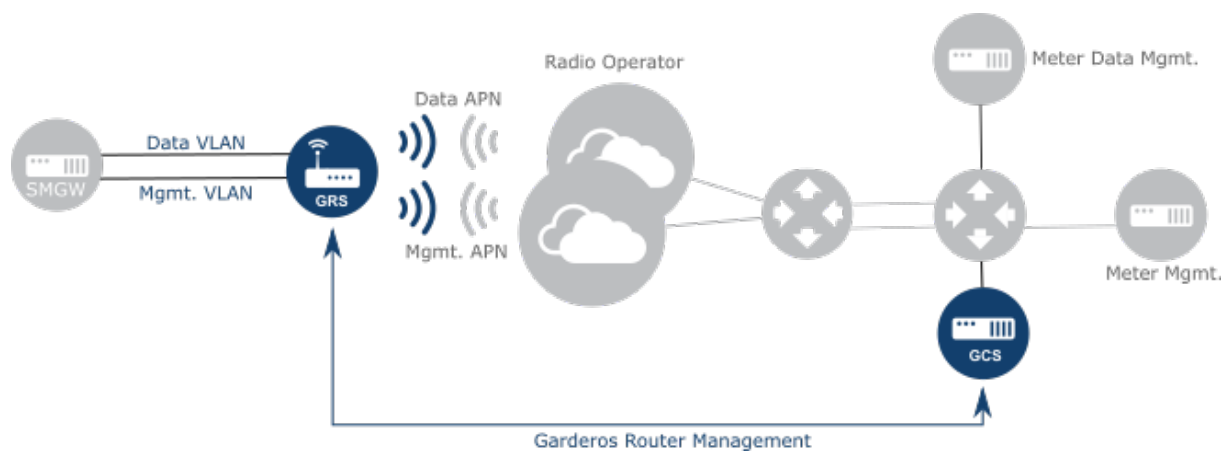 Radio Operator
Meter Data Mgmt.
Data APN
Data VLAN
SMGW
GRS
Mgmt. VLAN
Mgmt. APN
Meter Mgmt.
GCS
Garderos Router Management